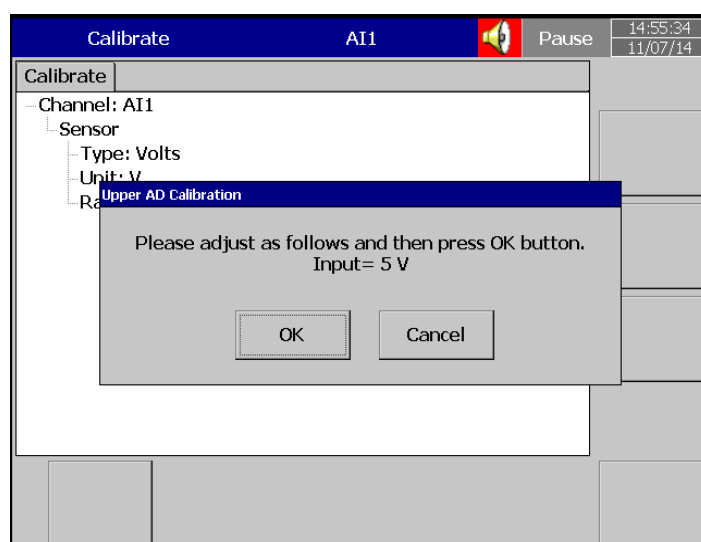 Calibrate AI1 Pause 14:55:34
11/07/14
Calibrate
Channel: AI1
Sensor
Type: Volts
Unit: V
Upper AD Calibration
Please adjust as follows and then press OK button.
Input= 5 V
OK Cancel